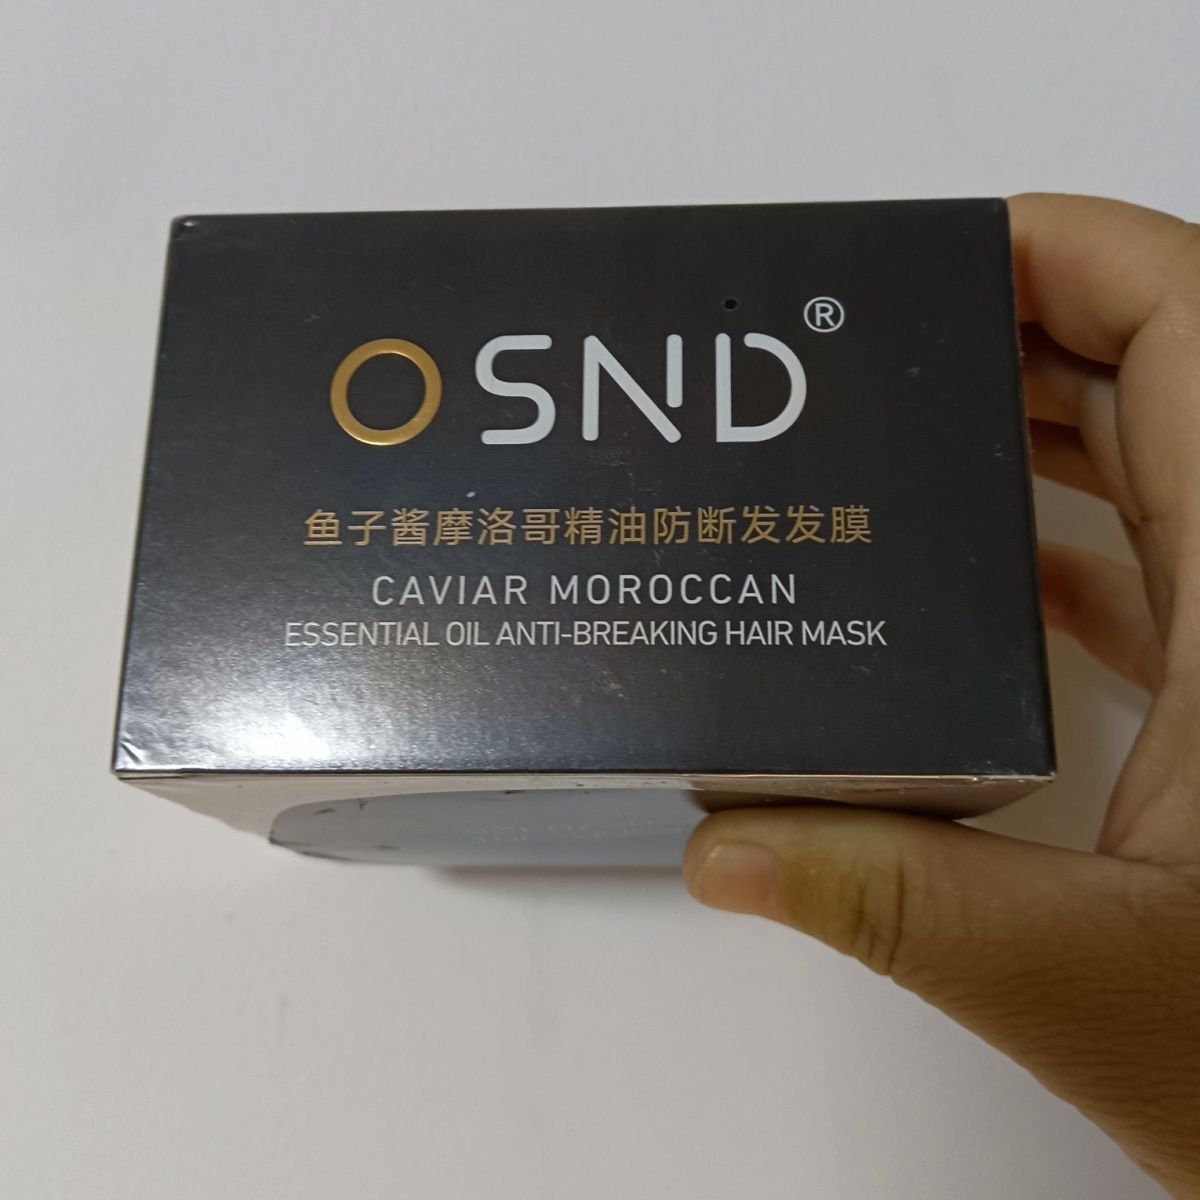 OSND®
鱼子酱摩洛哥精油防断发发膜
CAVIAR MOROCCAN
ESSENTIAL OIL ANTI-BREAKING HAIR MASK